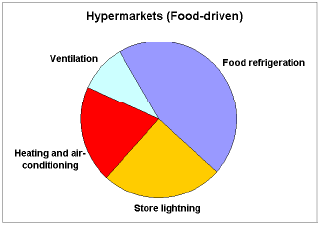 Hypermarkets (Food-driven)
Ventilation
Food refrigeration
Heating and air-
conditioning
Store lightning